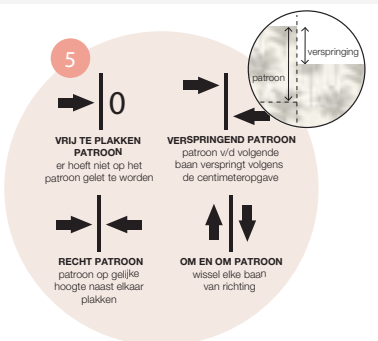 5
verspringing
patroon
0
VRIJ TE PLAKKEN
PATROON
er hoeft niet op het
patroon gelet te worden
VERSPRINGEND PATROON
patroon v/d volgende
baan verspringt volgens
de centimeteropgave
RECHT PATROON
patroon op gelijke
hoogte naast elkaar
plakken
OM EN OM PATROON
wissel elke baan
van richting